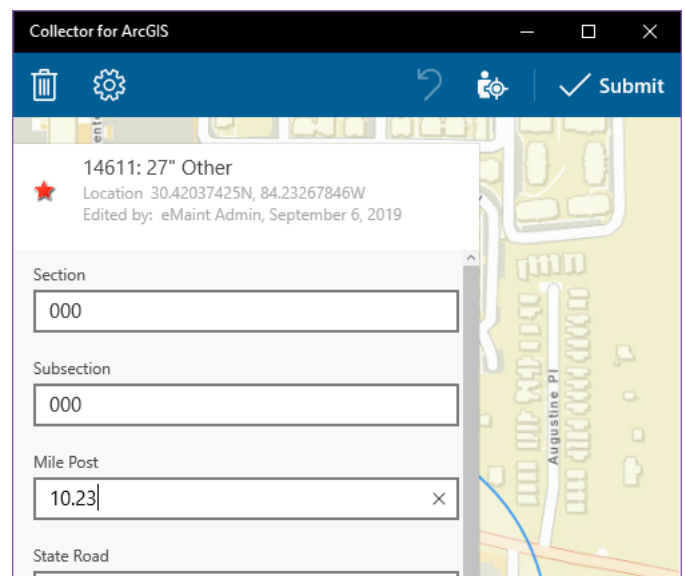 Collector for ArcGIS
Submit
14611: 27" Other
Location 30.42037425N, 84.23267846W
Edited by: eMaint Admin, September 6, 2019
Section
000
Subsection
000
Mile Post
10.23
State Road
Augustine Pl